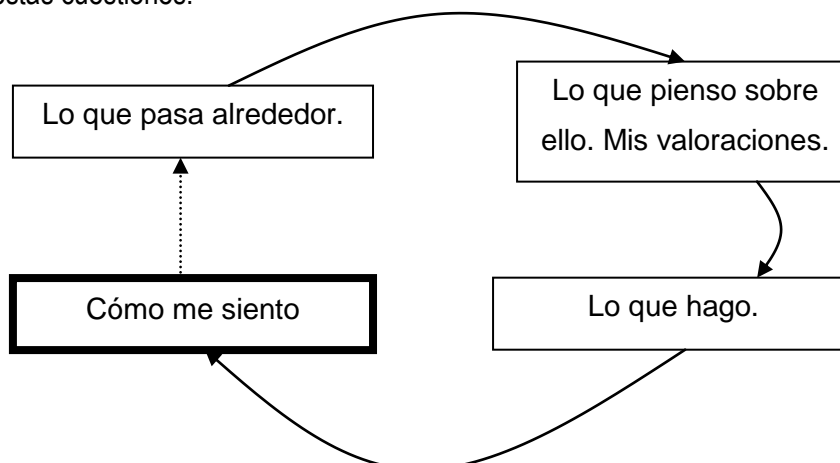 estas cuestiones.
Lo que pasa alrededor.
Lo que pienso sobre
ello. Mis valoraciones.
Cómo me siento
Lo que hago.